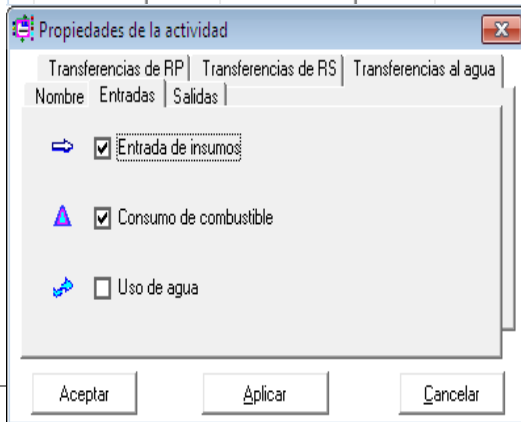 Propiedades de la actividad
Transferencias de RP Transferencias de RS Transferencias al agua
Nombre Entradas Salidas
Entrada de insumos
Consumo de combustible
Uso de agua
Aceptar Aplicar Cancelar